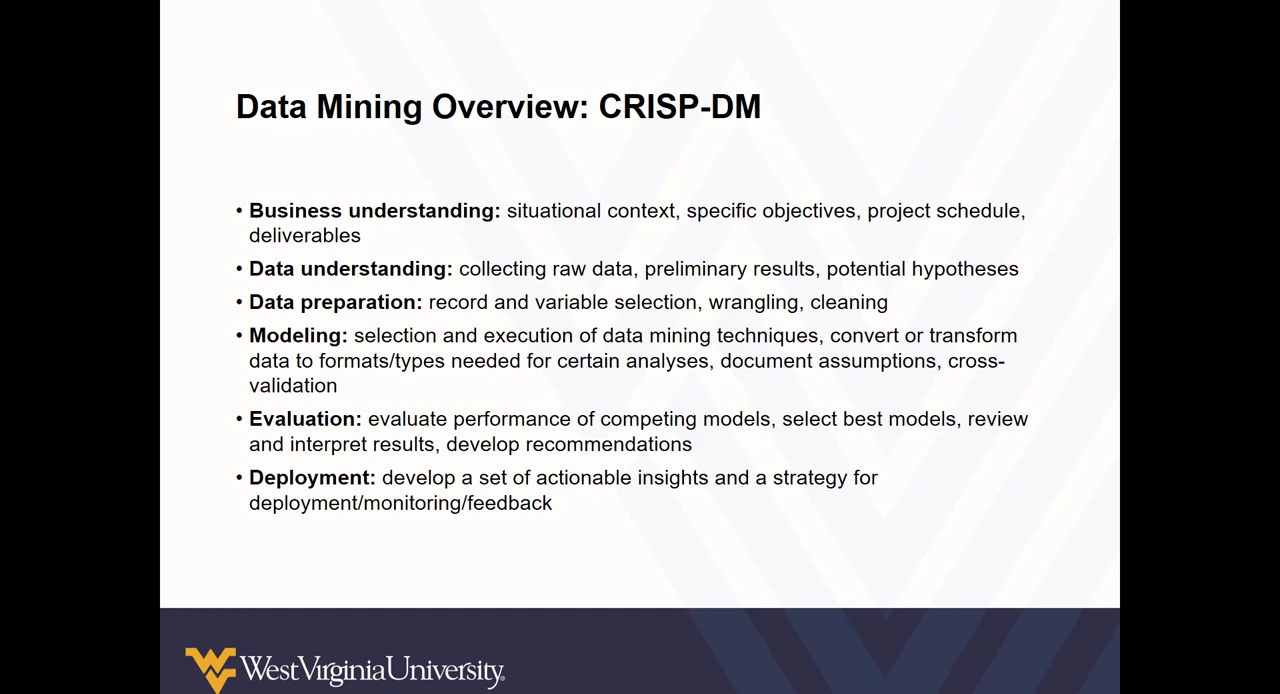 Data Mining Overview: CRISP-DM
• Business understanding: situational context, specific objectives, project schedule,
deliverables
• Data understanding: collecting raw data, preliminary results, potential hypotheses
• Data preparation: record and variable selection, wrangling, cleaning
• Modeling: selection and execution of data mining techniques, convert or transform
data to formats/types needed for certain analyses, document assumptions, cross-
validation
• Evaluation: evaluate performance of competing models, select best models, review
and interpret results, develop recommendations
• Deployment: develop a set of actionable insights and a strategy for
deployment/monitoring/feedback
WestVirginiaUniversity®